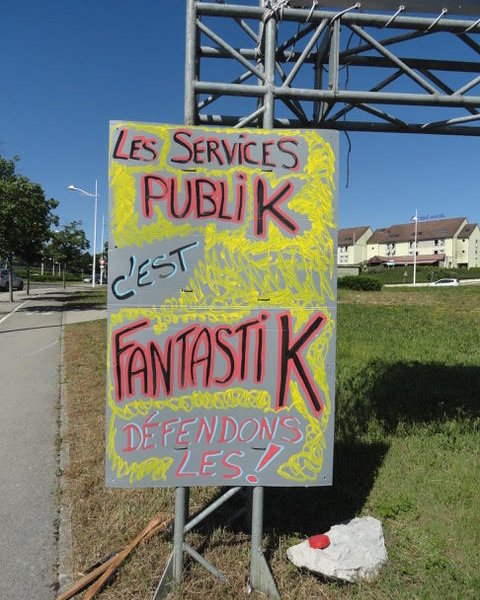 LES SERVICES
PUBLIK
C'EST
FANTASTIK
DÉFENDONS
LES!